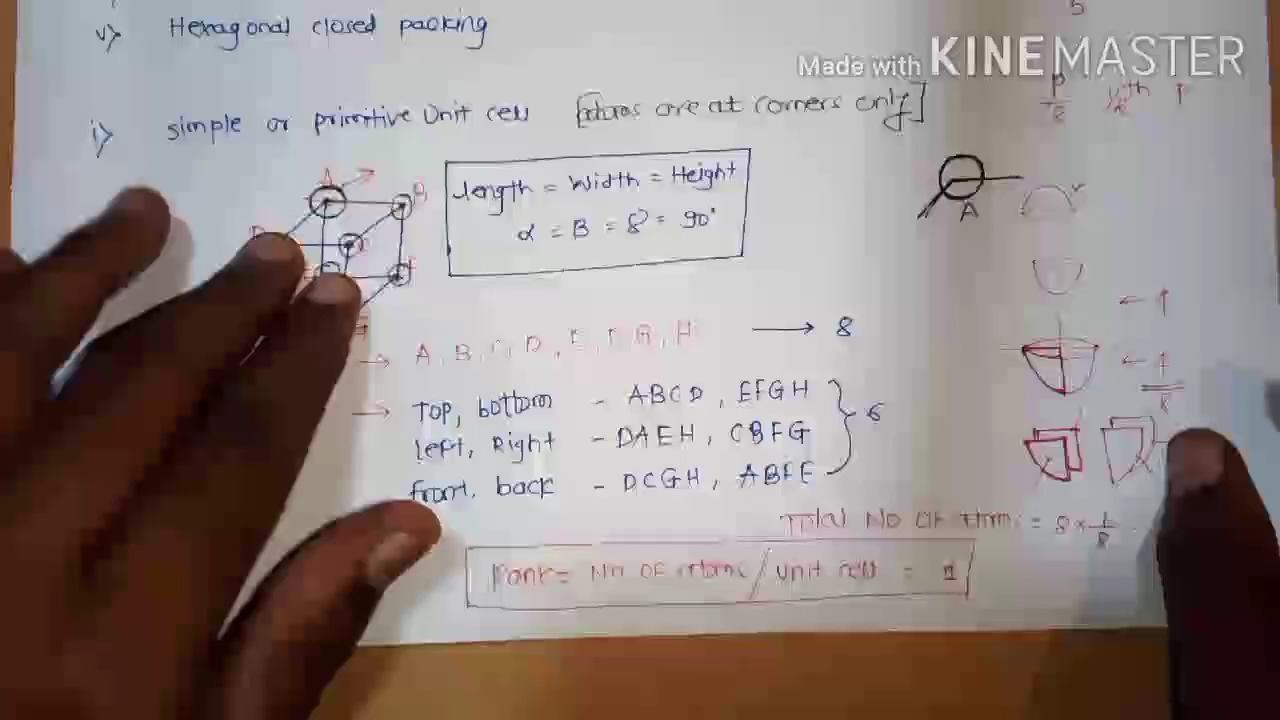 v) Hexagonal closed packing
Made with KINEMASTER
i) simple or primitive Unit cell [atoms are at corners only]
length = width = Height
α = B = 8 = 90°
A
A, B, C, D, E, F, G, H → 8
→ Top, bottom - ABCD, EFGH } 6
left, Right - DAEH, CBFG
front, back - DCGH, ABFE
Total No OF Atoms = 8 × 1/8
Rank = No OF atoms / unit cell = 1